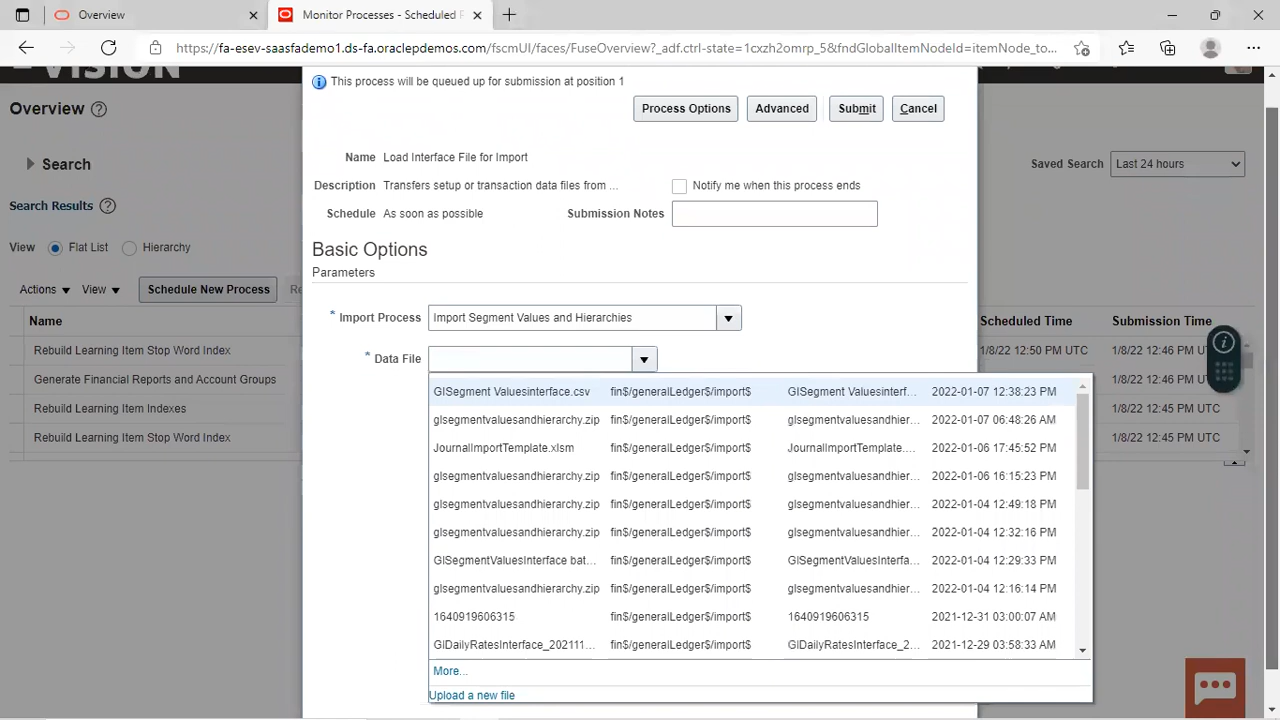 Overview
Monitor Processes - Scheduled P
https://fa-esev-saasfademo1.ds-fa.oraclepdemos.com/fscmUI/faces/FuseOverview?_adf.ctrl-state=1cxzh2omrp_5&fndGlobalItemNodeId=itemNode_to...
VISION
This process will be queued up for submission at position 1
Process Options Advanced Submit Cancel
Overview
Search
Saved Search Last 24 hours
Name Load Interface File for Import
Description Transfers setup or transaction data files from ... Notify me when this process ends
Schedule As soon as possible Submission Notes
Search Results
View Flat List Hierarchy
Basic Options
Parameters
Actions View Schedule New Process Re
Import Process Import Segment Values and Hierarchies
Name Scheduled Time Submission Time
Rebuild Learning Item Stop Word Index 1/8/22 12:50 PM UTC 1/8/22 12:46 PM UTC
Generate Financial Reports and Account Groups 1/8/22 12:46 PM UTC
Rebuild Learning Item Indexes 1/8/22 12:45 PM UTC
Rebuild Learning Item Stop Word Index 1/8/22 12:45 PM UTC
* Data File
GlSegment Valuesinterface.csv fin$/generalLedger$/import$ GlSegment Valuesinterf... 2022-01-07 12:38:23 PM
glsegmentvaluesandhierarchy.zip fin$/generalLedger$/import$ glsegmentvaluesandhier... 2022-01-07 06:48:26 AM
JournalImportTemplate.xlsm fin$/generalLedger$/import$ JournalImportTemplate.... 2022-01-06 17:45:52 PM
glsegmentvaluesandhierarchy.zip fin$/generalLedger$/import$ glsegmentvaluesandhier... 2022-01-06 16:15:23 PM
glsegmentvaluesandhierarchy.zip fin$/generalLedger$/import$ glsegmentvaluesandhier... 2022-01-04 12:49:18 PM
glsegmentvaluesandhierarchy.zip fin$/generalLedger$/import$ glsegmentvaluesandhier... 2022-01-04 12:32:16 PM
GlSegmentValuesInterface bat... fin$/generalLedger$/import$ GlSegmentValuesInterfa... 2022-01-04 12:29:33 PM
glsegmentvaluesandhierarchy.zip fin$/generalLedger$/import$ glsegmentvaluesandhier... 2022-01-04 12:16:14 PM
1640919606315 fin$/generalLedger$/import$ 1640919606315 2021-12-31 03:00:07 AM
GlDailyRatesInterface_202111... fin$/generalLedger$/import$ GlDailyRatesInterface_2... 2021-12-29 03:58:33 AM
More...
Upload a new file